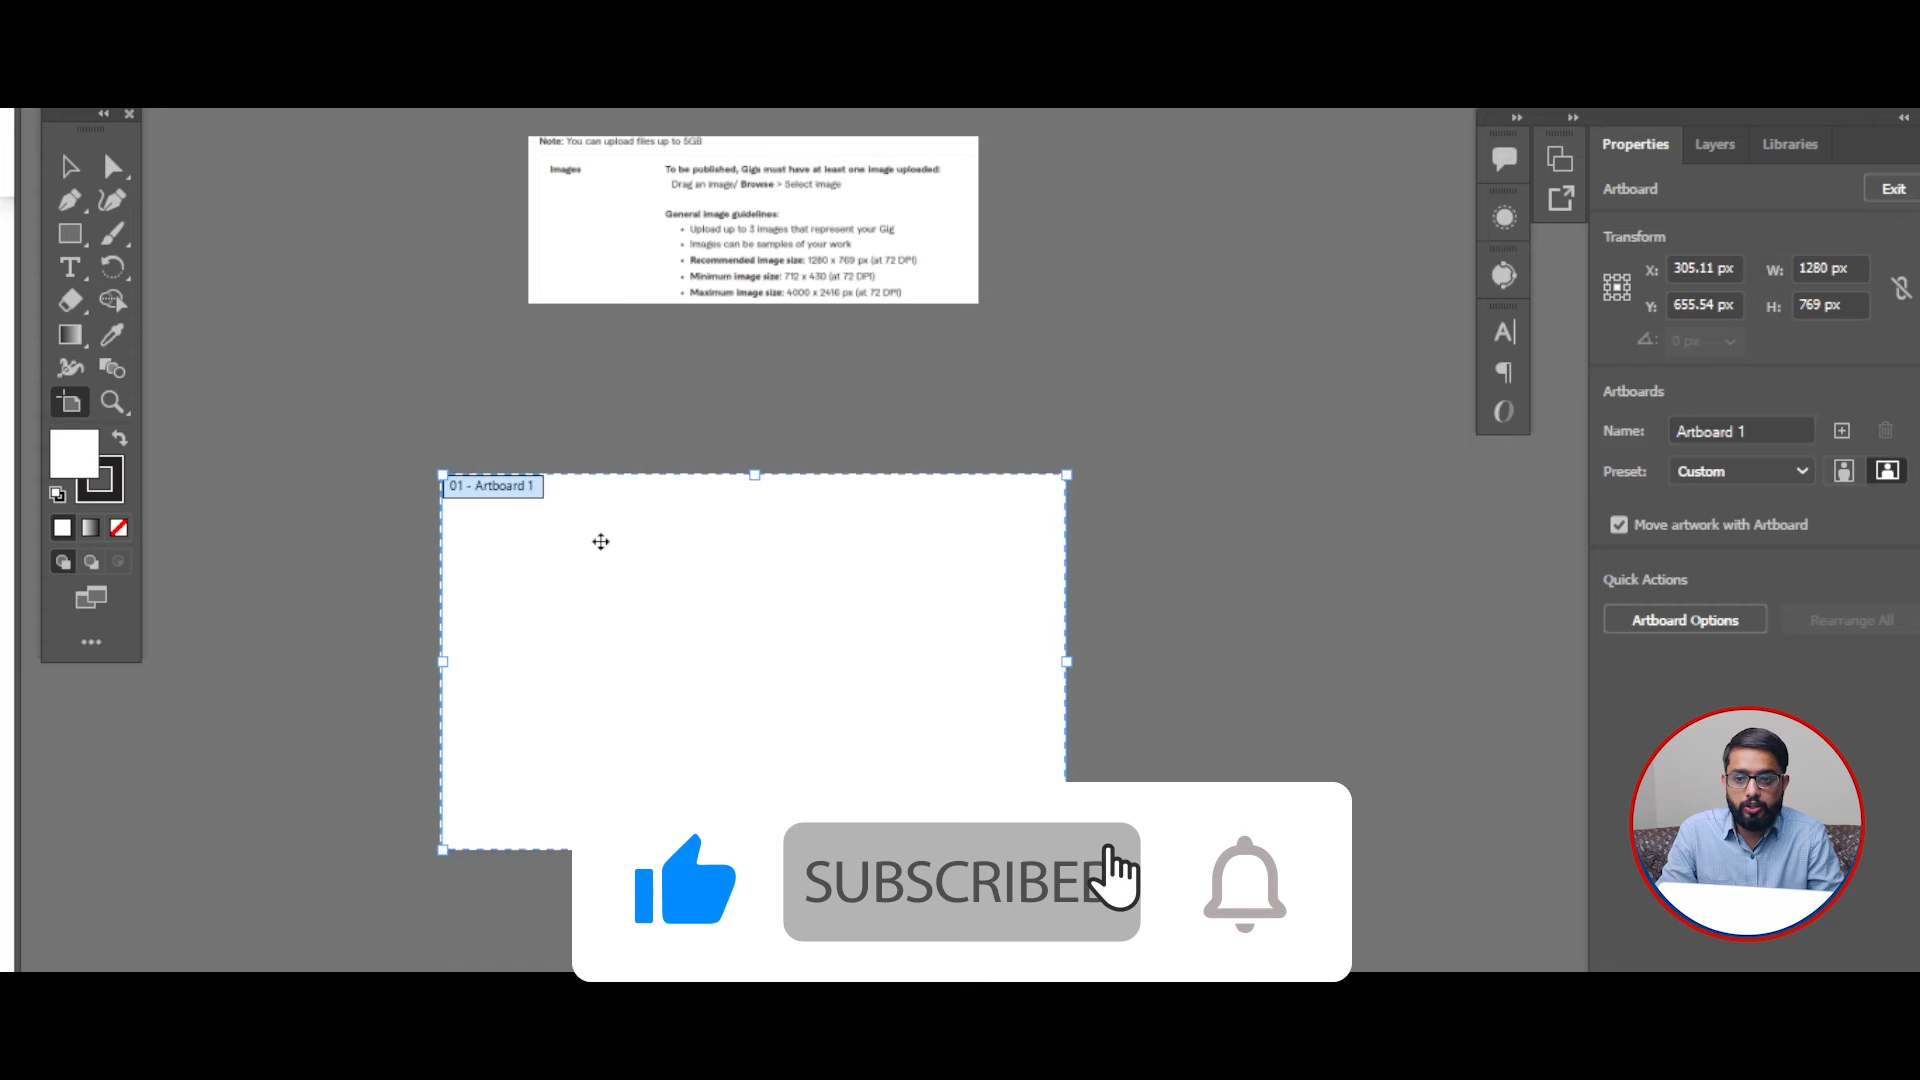 Note: You can upload files up to 5GB
Images
To be published, Gigs must have at least one image uploaded:
Drag an image/ Browse > Select image
General image guidelines:
• Upload up to 3 images that represent your Gig
• Images can be samples of your work
• Recommended image size: 1280 x 769 px (at 72 DPI)
• Minimum image size: 712 x 430 (at 72 DPI)
• Maximum image size: 4000 x 2416 px (at 72 DPI)
01 - Artboard 1
SUBSCRIBED
Properties Layers Libraries
Artboard Exit
Transform
X: 305.11 px W: 1280 px
Y: 655.54 px H: 769 px
0 px
Artboards
Name: Artboard 1
Preset: Custom
Move artwork with Artboard
Quick Actions
Artboard Options Rearrange All